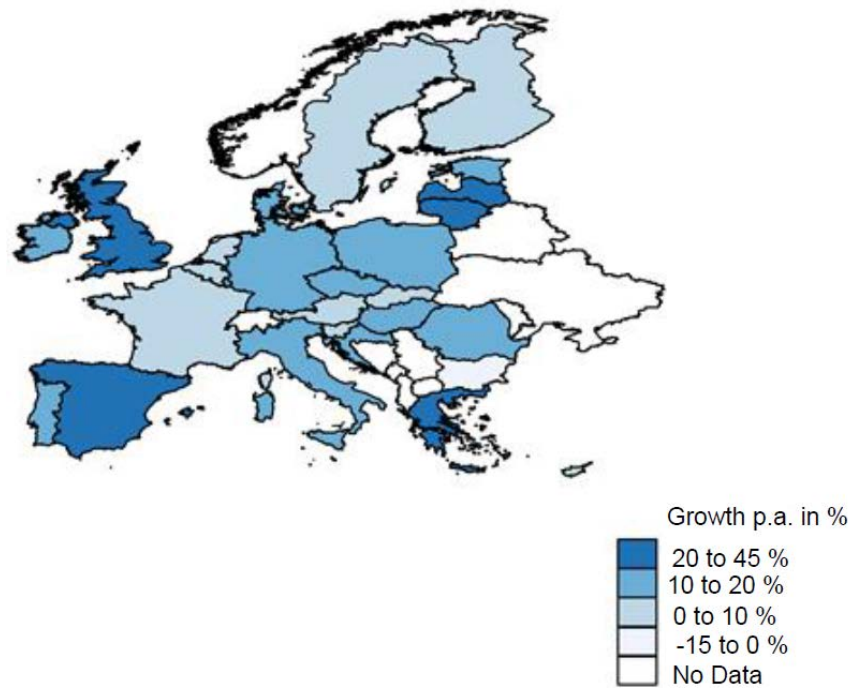 Growth p.a. in %
20 to 45 %
10 to 20 %
0 to 10 %
-15 to 0 %
No Data